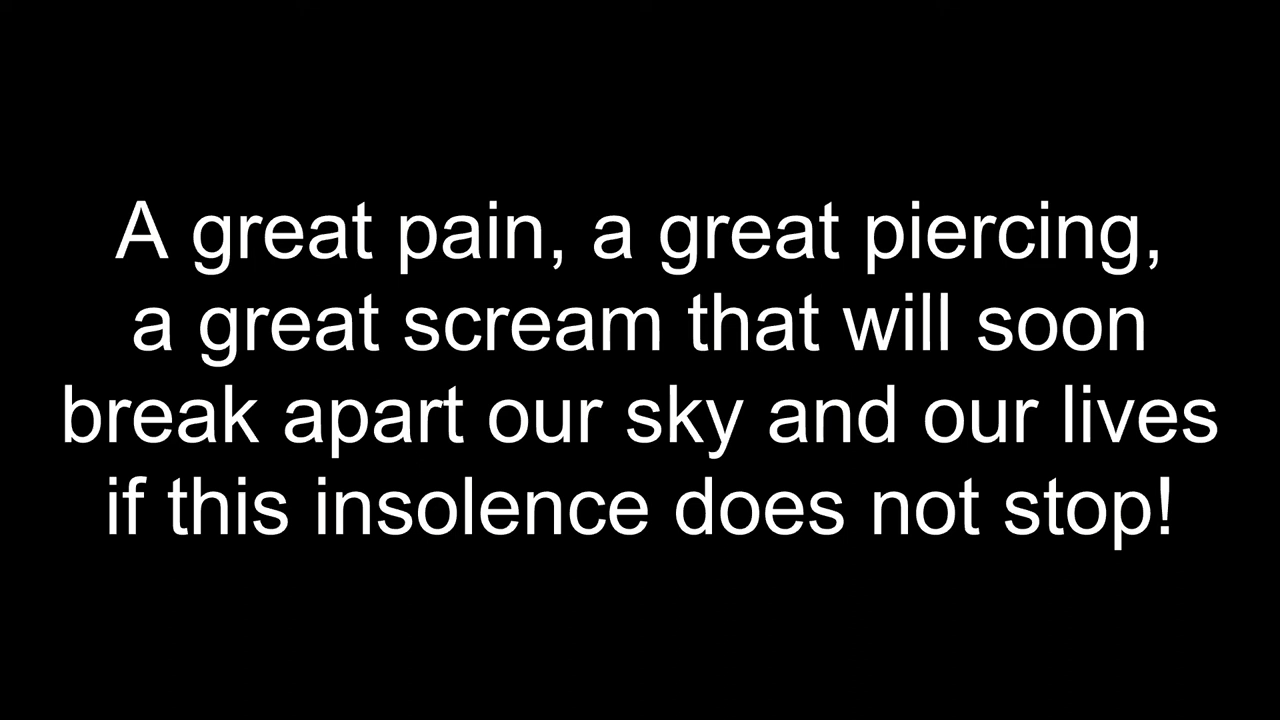 A great pain, a great piercing,
a great scream that will soon
break apart our sky and our lives
if this insolence does not stop!